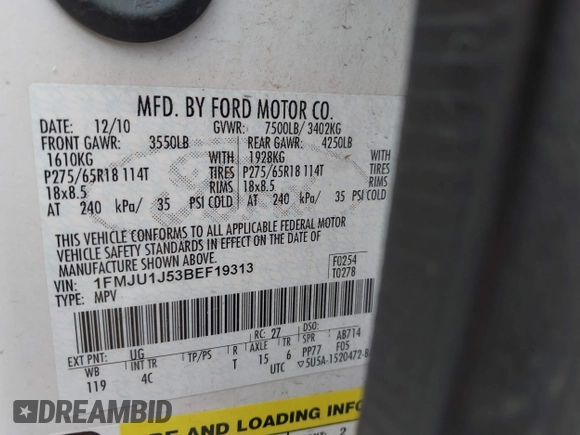 MFD. BY FORD MOTOR CO.
12/10 GVWR: 7500LB/ 3402KG
FRONT GAWR: 3550LB REAR GAWR: 4250LB
1610KG WITH 1928KG WITH
P275/65R18 114T TIRES P275/65R18 114T TIRES
18x8.5 RIMS 18x8.5 RIMS
AT 240 kPa/ 35 PSI COLD AT 240 kPa/ 35 PSI COLD
THIS VEHICLE CONFORMS TO ALL APPLICABLE FEDERAL MOTOR
VEHICLE SAFETY STANDARDS IN EFFECT ON THE DATE OF
MANUFACTURE SHOWN ABOVE.
VIN: 1FMJU1J53BEF19313 F0254
TYPE: MPV T0278
EXT PNT: UG RC: 27 DSO:
WB INT TR TP/PS R AXLE TR SPR AB714
119 4C T 15 6 PP77 F05
UTC 5U5A-1520472-B
AND LOADING INFO
2
DREAMBID